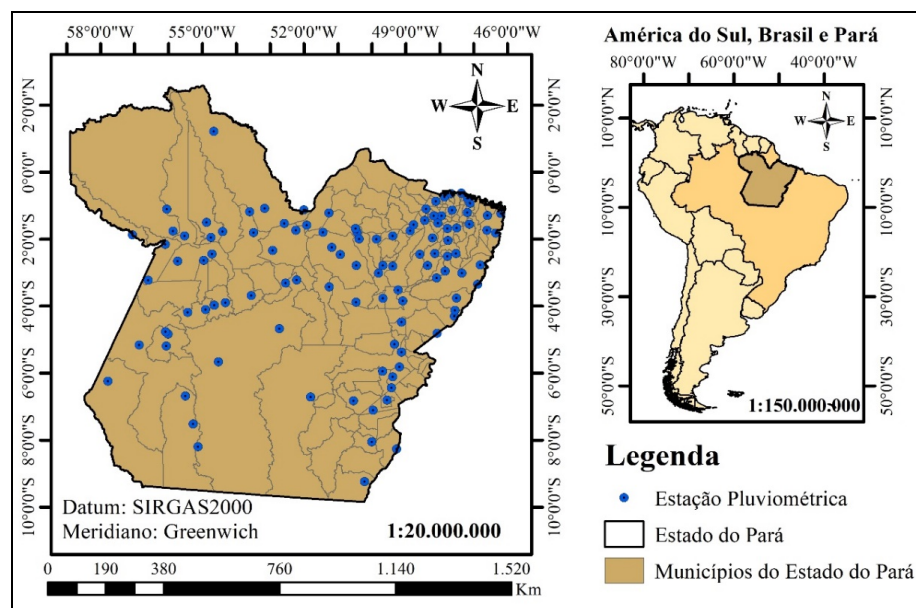 58°0'0"W 55°0'0"W 52°0'0"W 49°0'0"W 46°0'0"W
2°0'0"N 0°0'0" 2°0'0"S 4°0'0"S 6°0'0"S 8°0'0"S 10°0'0"S
N
W E
S
2°0'0"N 0°0'0" 2°0'0"S 4°0'0"S 6°0'0"S 8°0'0"S 10°0'0"S
Datum: SIRGAS2000
Meridiano: Greenwich
1:20.000.000
0 190 380 760 1.140 1.520
Km
América do Sul, Brasil e Pará
80°0'0"W 60°0'0"W 40°0'0"W
10°0'0"N 10°0'0"S 30°0'0"S 50°0'0"S
N
W E
S
10°0'0"N 10°0'0"S 30°0'0"S 50°0'0"S
1:150.000.000
Legenda
Estação Pluviométrica
Estado do Pará
Municípios do Estado do Pará